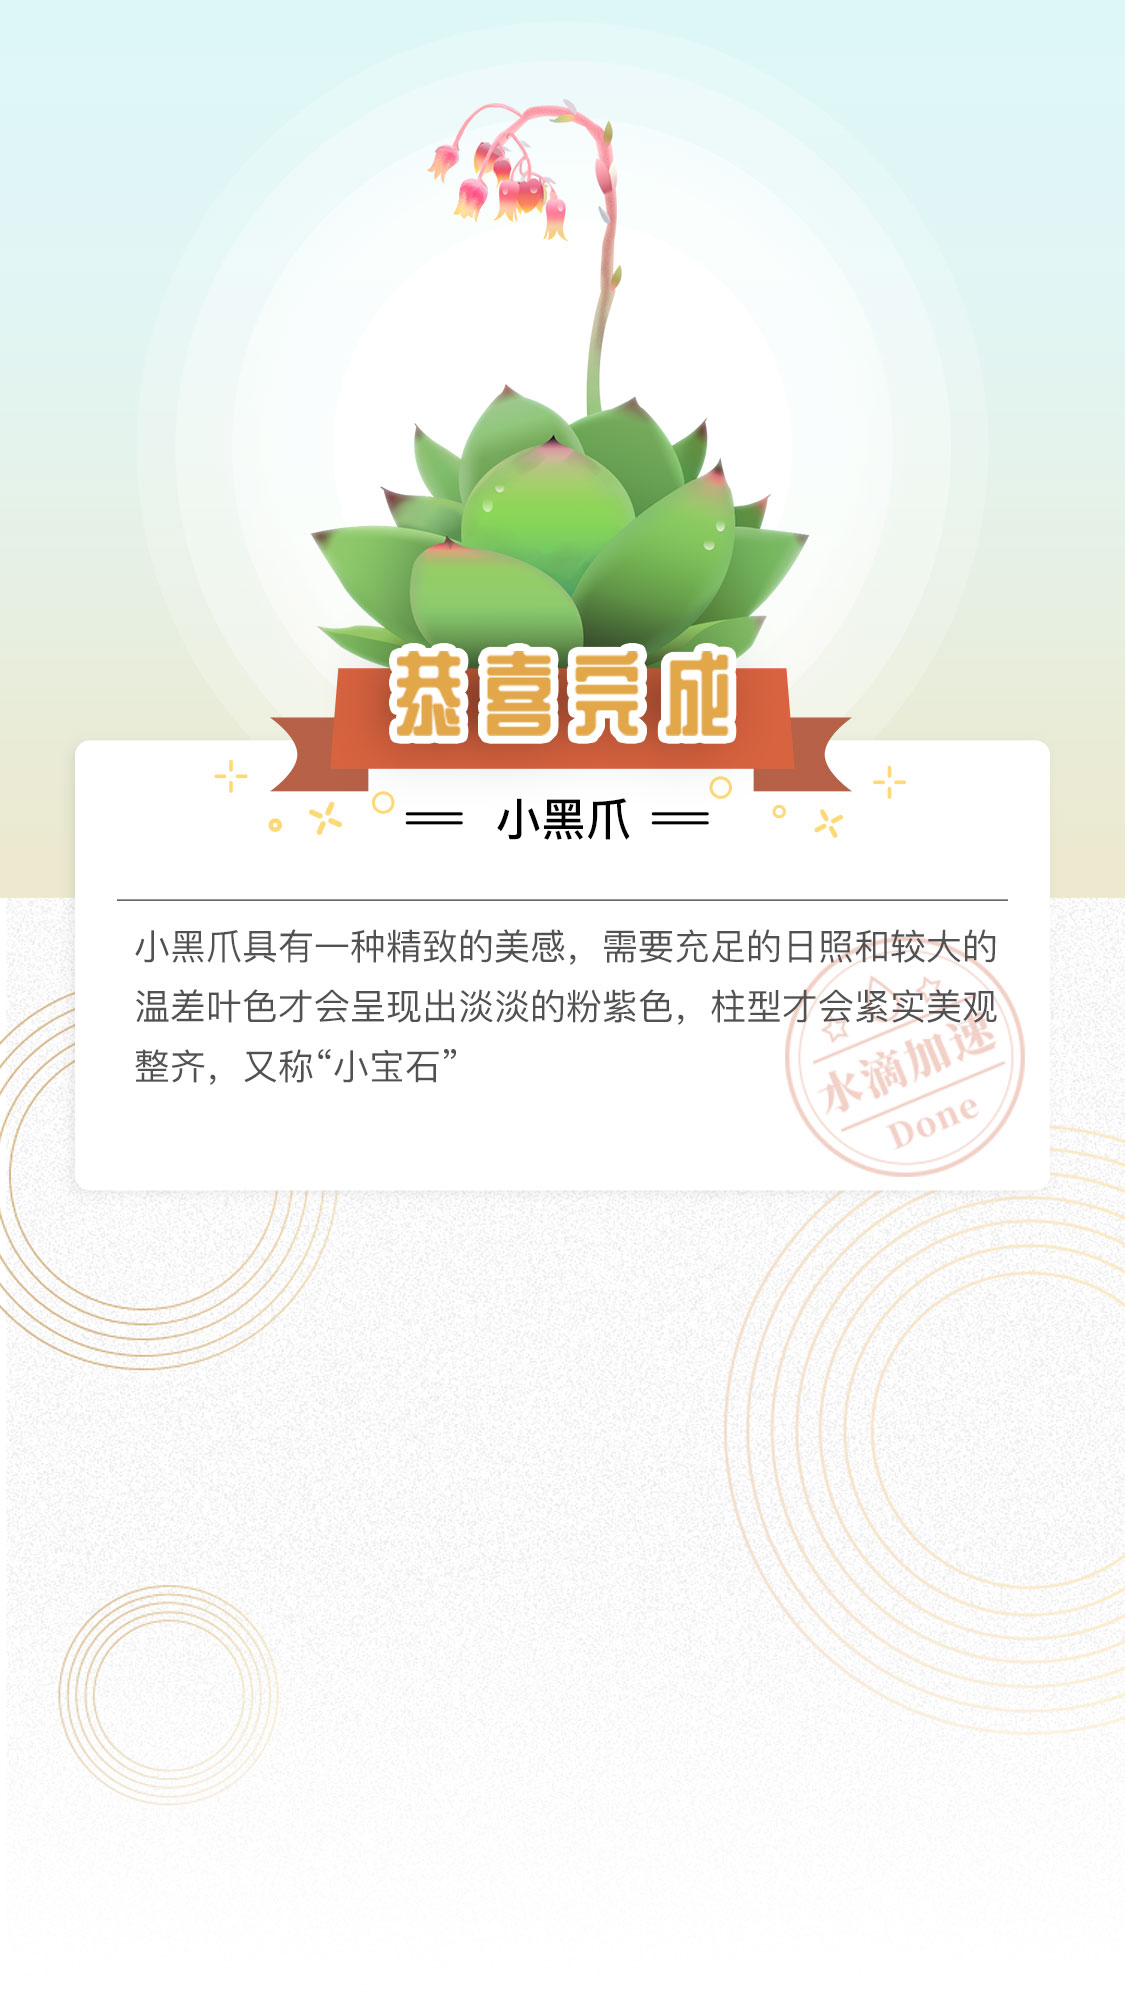 恭喜完成
小黑爪
小黑爪具有一种精致的美感，需要充足的日照和较大的
温差叶色才会呈现出淡淡的粉紫色，柱型才会紧实美观
整齐，又称“小宝石”
水滴加速
Done